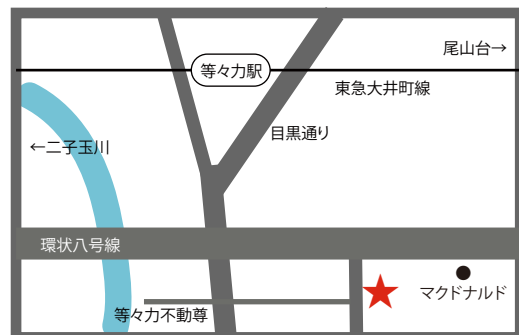 尾山台→
等々力駅
東急大井町線
目黒通り
←二子玉川
環状八号線
マクドナルド
等々力不動尊